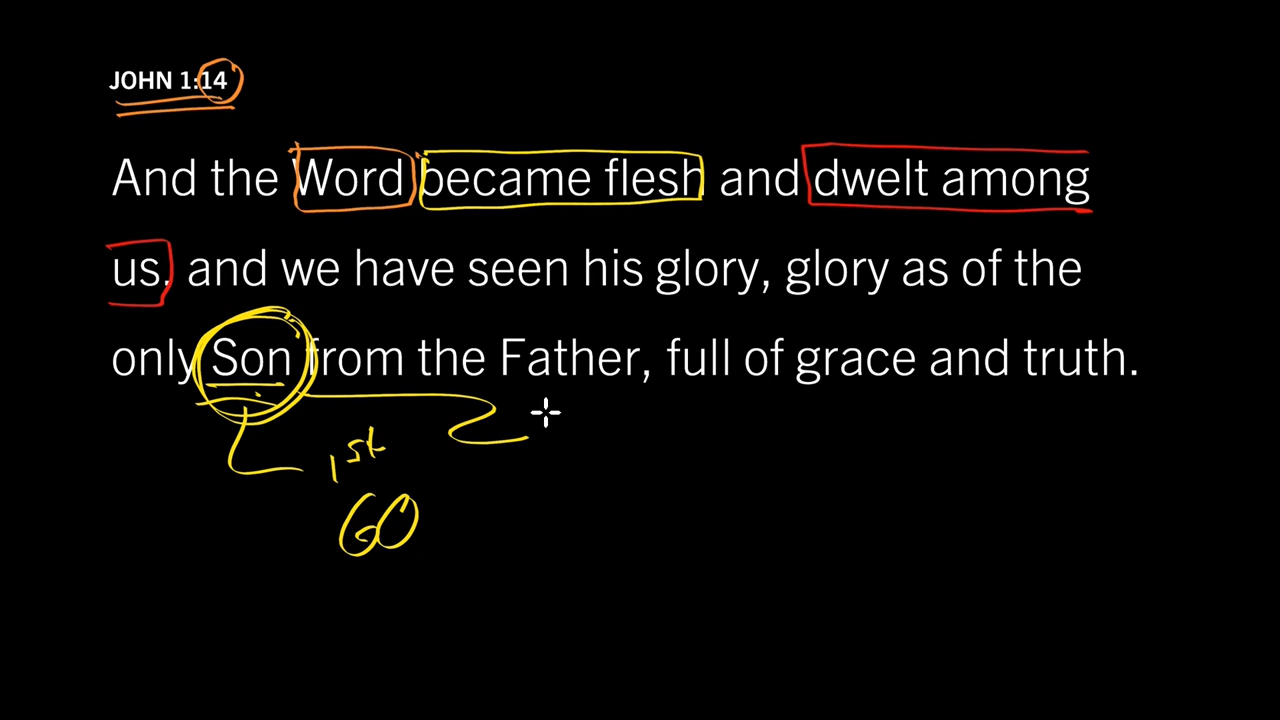 JOHN 1:14
And the Word became flesh and dwelt among
us, and we have seen his glory, glory as of the
only Son from the Father, full of grace and truth.
1st
GO